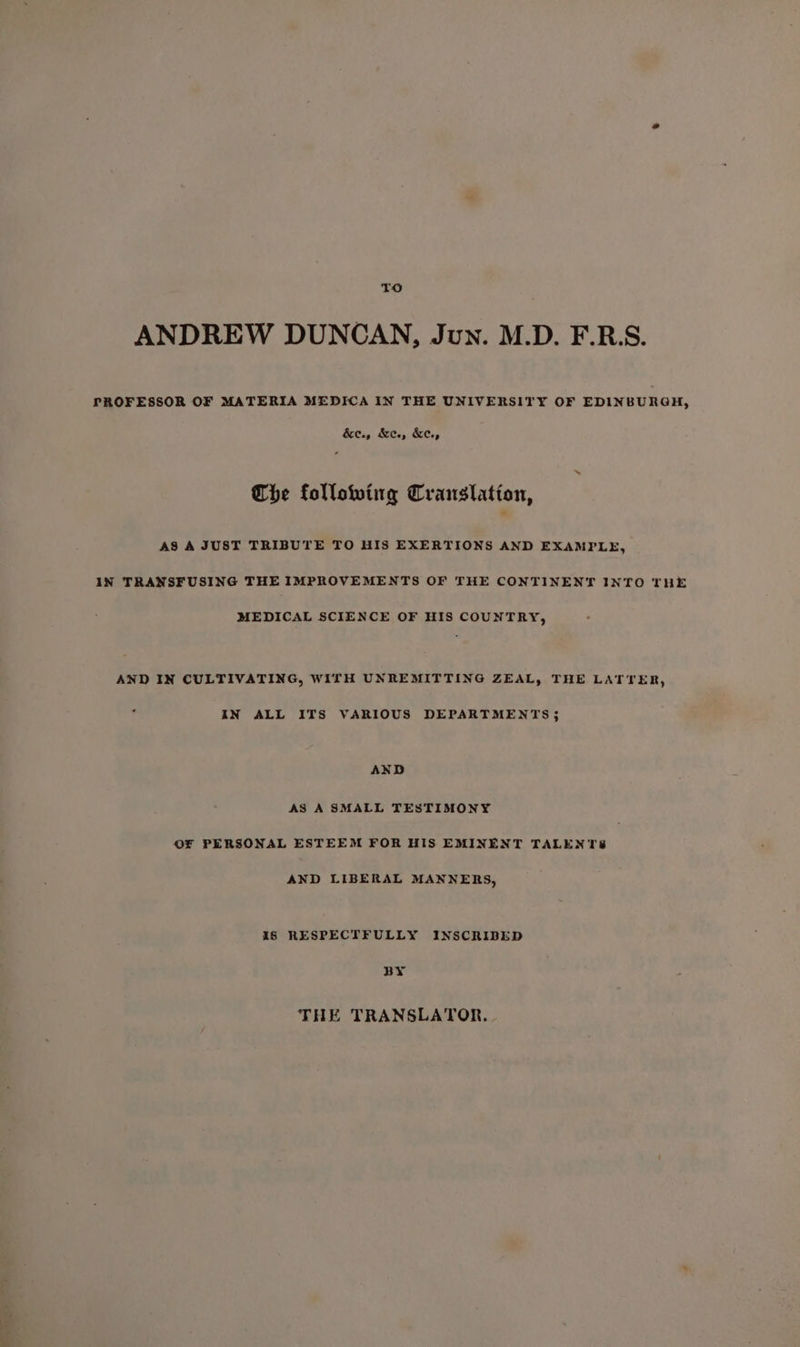 TO
ANDREW DUNCAN, Jun. M.D. F.R.S.
PROFESSOR OF MATERIA MEDICA IN THE UNIVERSITY OF EDINBURGH,
&c., &c., &c.,
The following Translation,
AS A JUST TRIBUTE TO HIS EXERTIONS AND EXAMPLE,
IN TRANSFUSING THE IMPROVEMENTS OF THE CONTINENT INTO THE
MEDICAL SCIENCE OF HIS COUNTRY,
AND IN CULTIVATING, WITH UNREMITTING ZEAL, THE LATTER,
IN ALL ITS VARIOUS DEPARTMENTS;
AND
AS A SMALL TESTIMONY
OF PERSONAL ESTEEM FOR HIS EMINENT TALENTS
AND LIBERAL MANNERS,
IS RESPECTFULLY INSCRIBED
BY
THE TRANSLATOR.